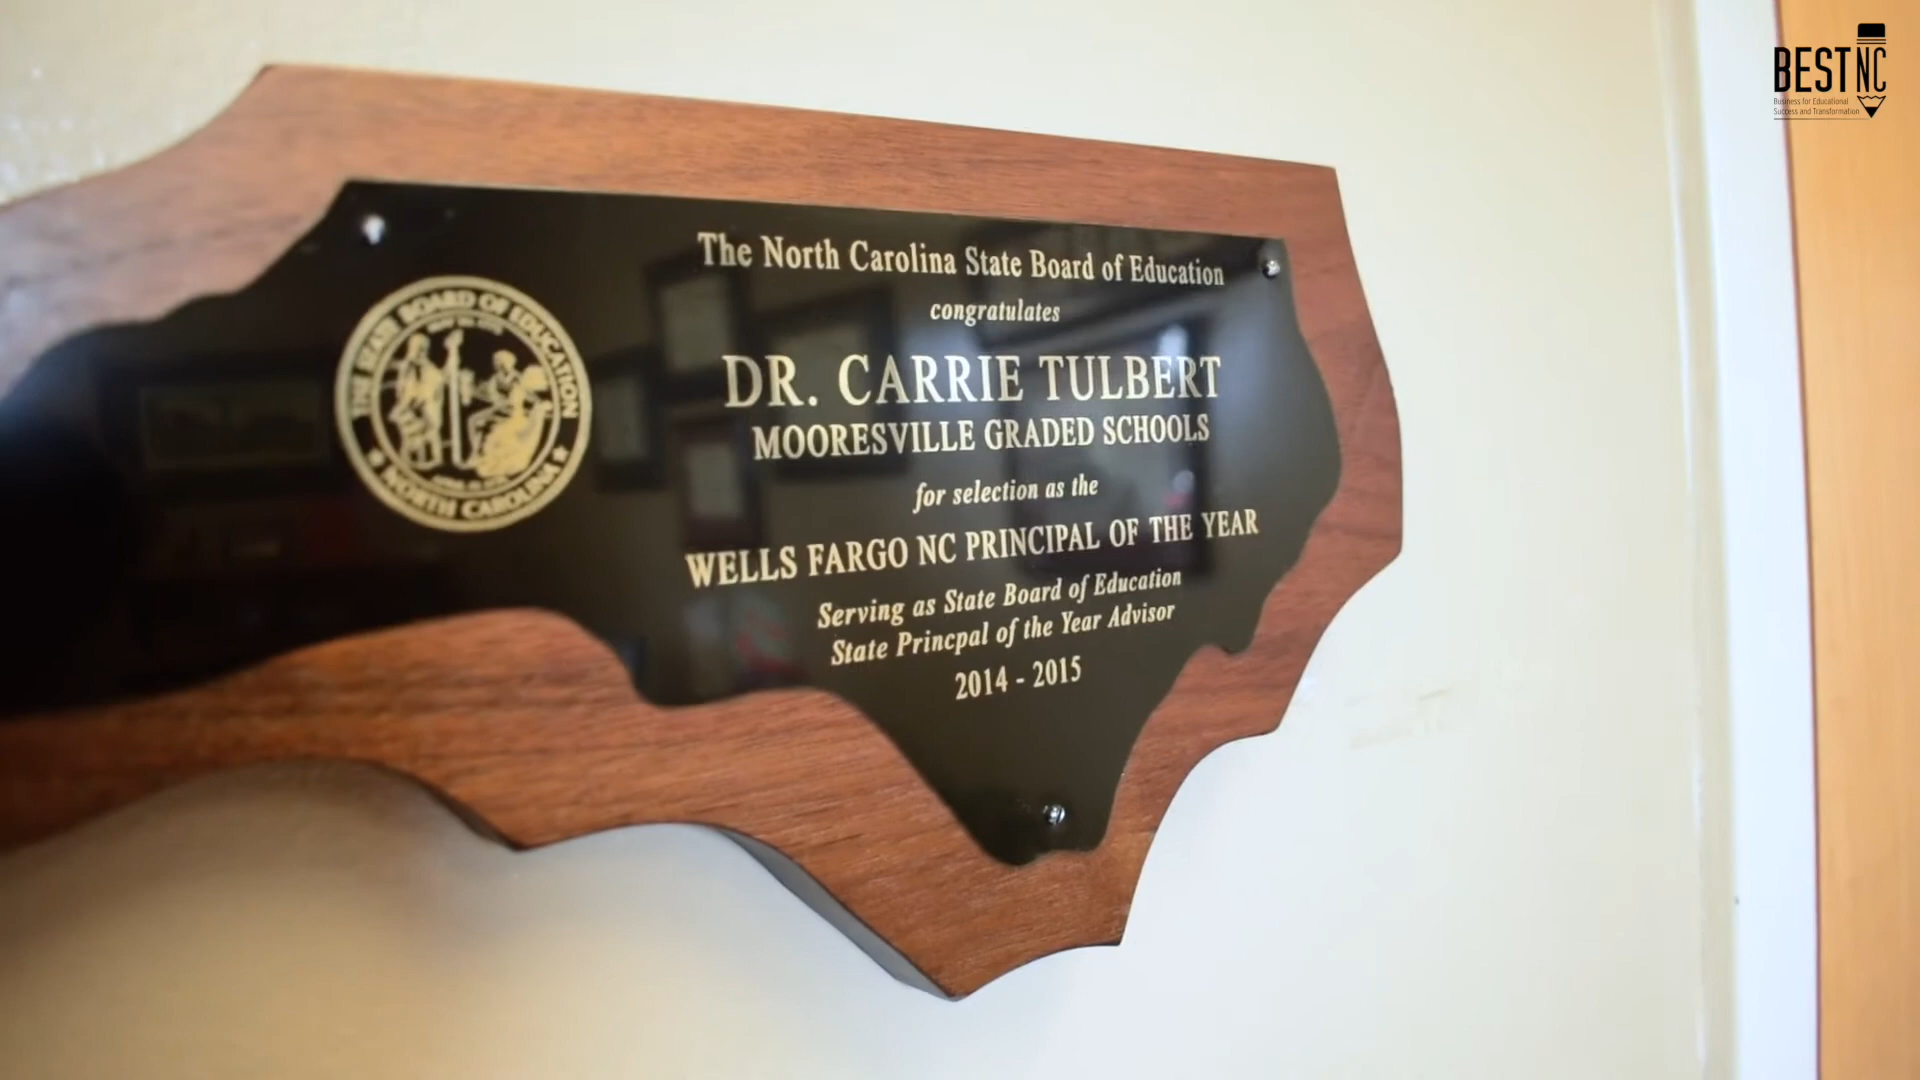 BEST NC
Business for Educational
Success and Transformation
The North Carolina State Board of Education
congratulates
DR. CARRIE TULBERT
MOORESVILLE GRADED SCHOOLS
for selection as the
WELLS FARGO NC PRINCIPAL OF THE YEAR
Serving as State Board of Education
State Princpal of the Year Advisor
2014 - 2015
THE STATE BOARD OF EDUCATION
NORTH CAROLINA